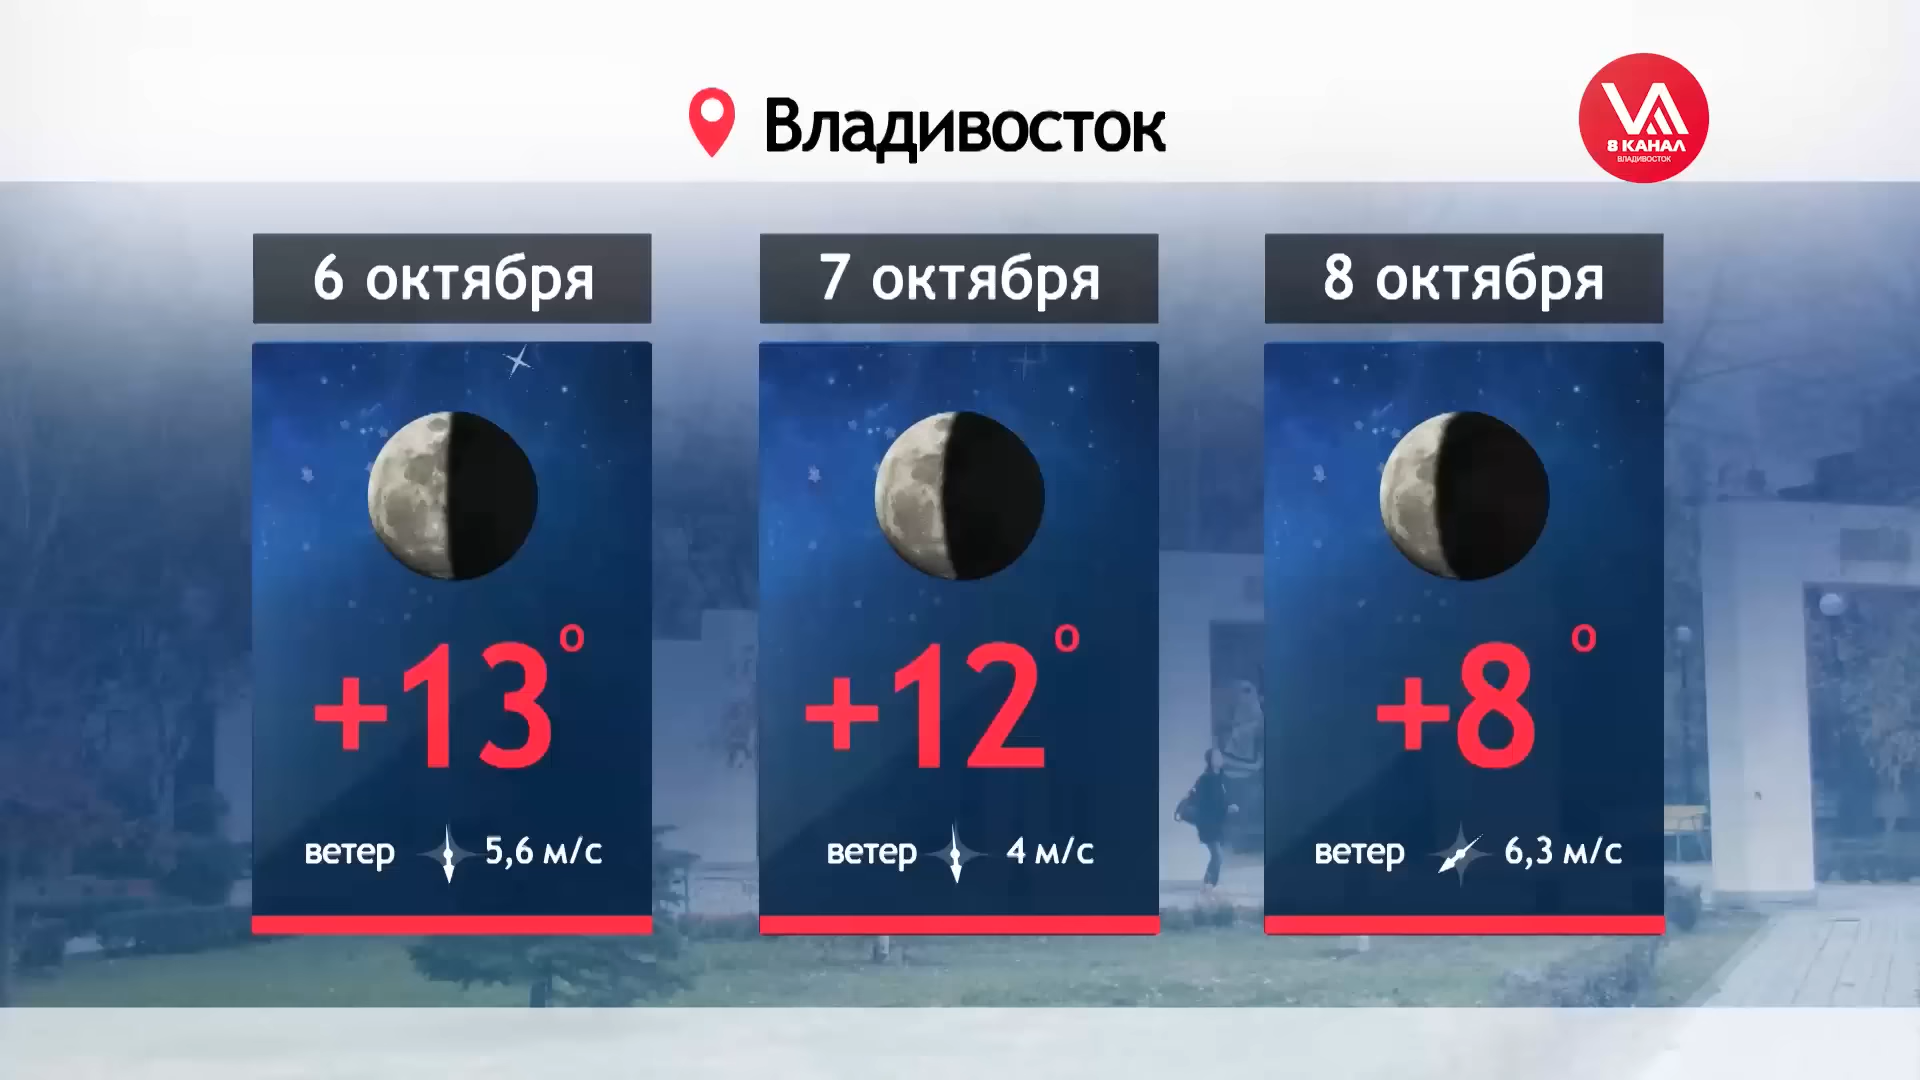 Владивосток
VA
8 КАНАЛ
ВЛАДИВОСТОК
6 октября
7 октября
8 октября
+13°
+12°
+8°
ветер 5,6 м/с
ветер 4 м/с
ветер 6,3 м/с